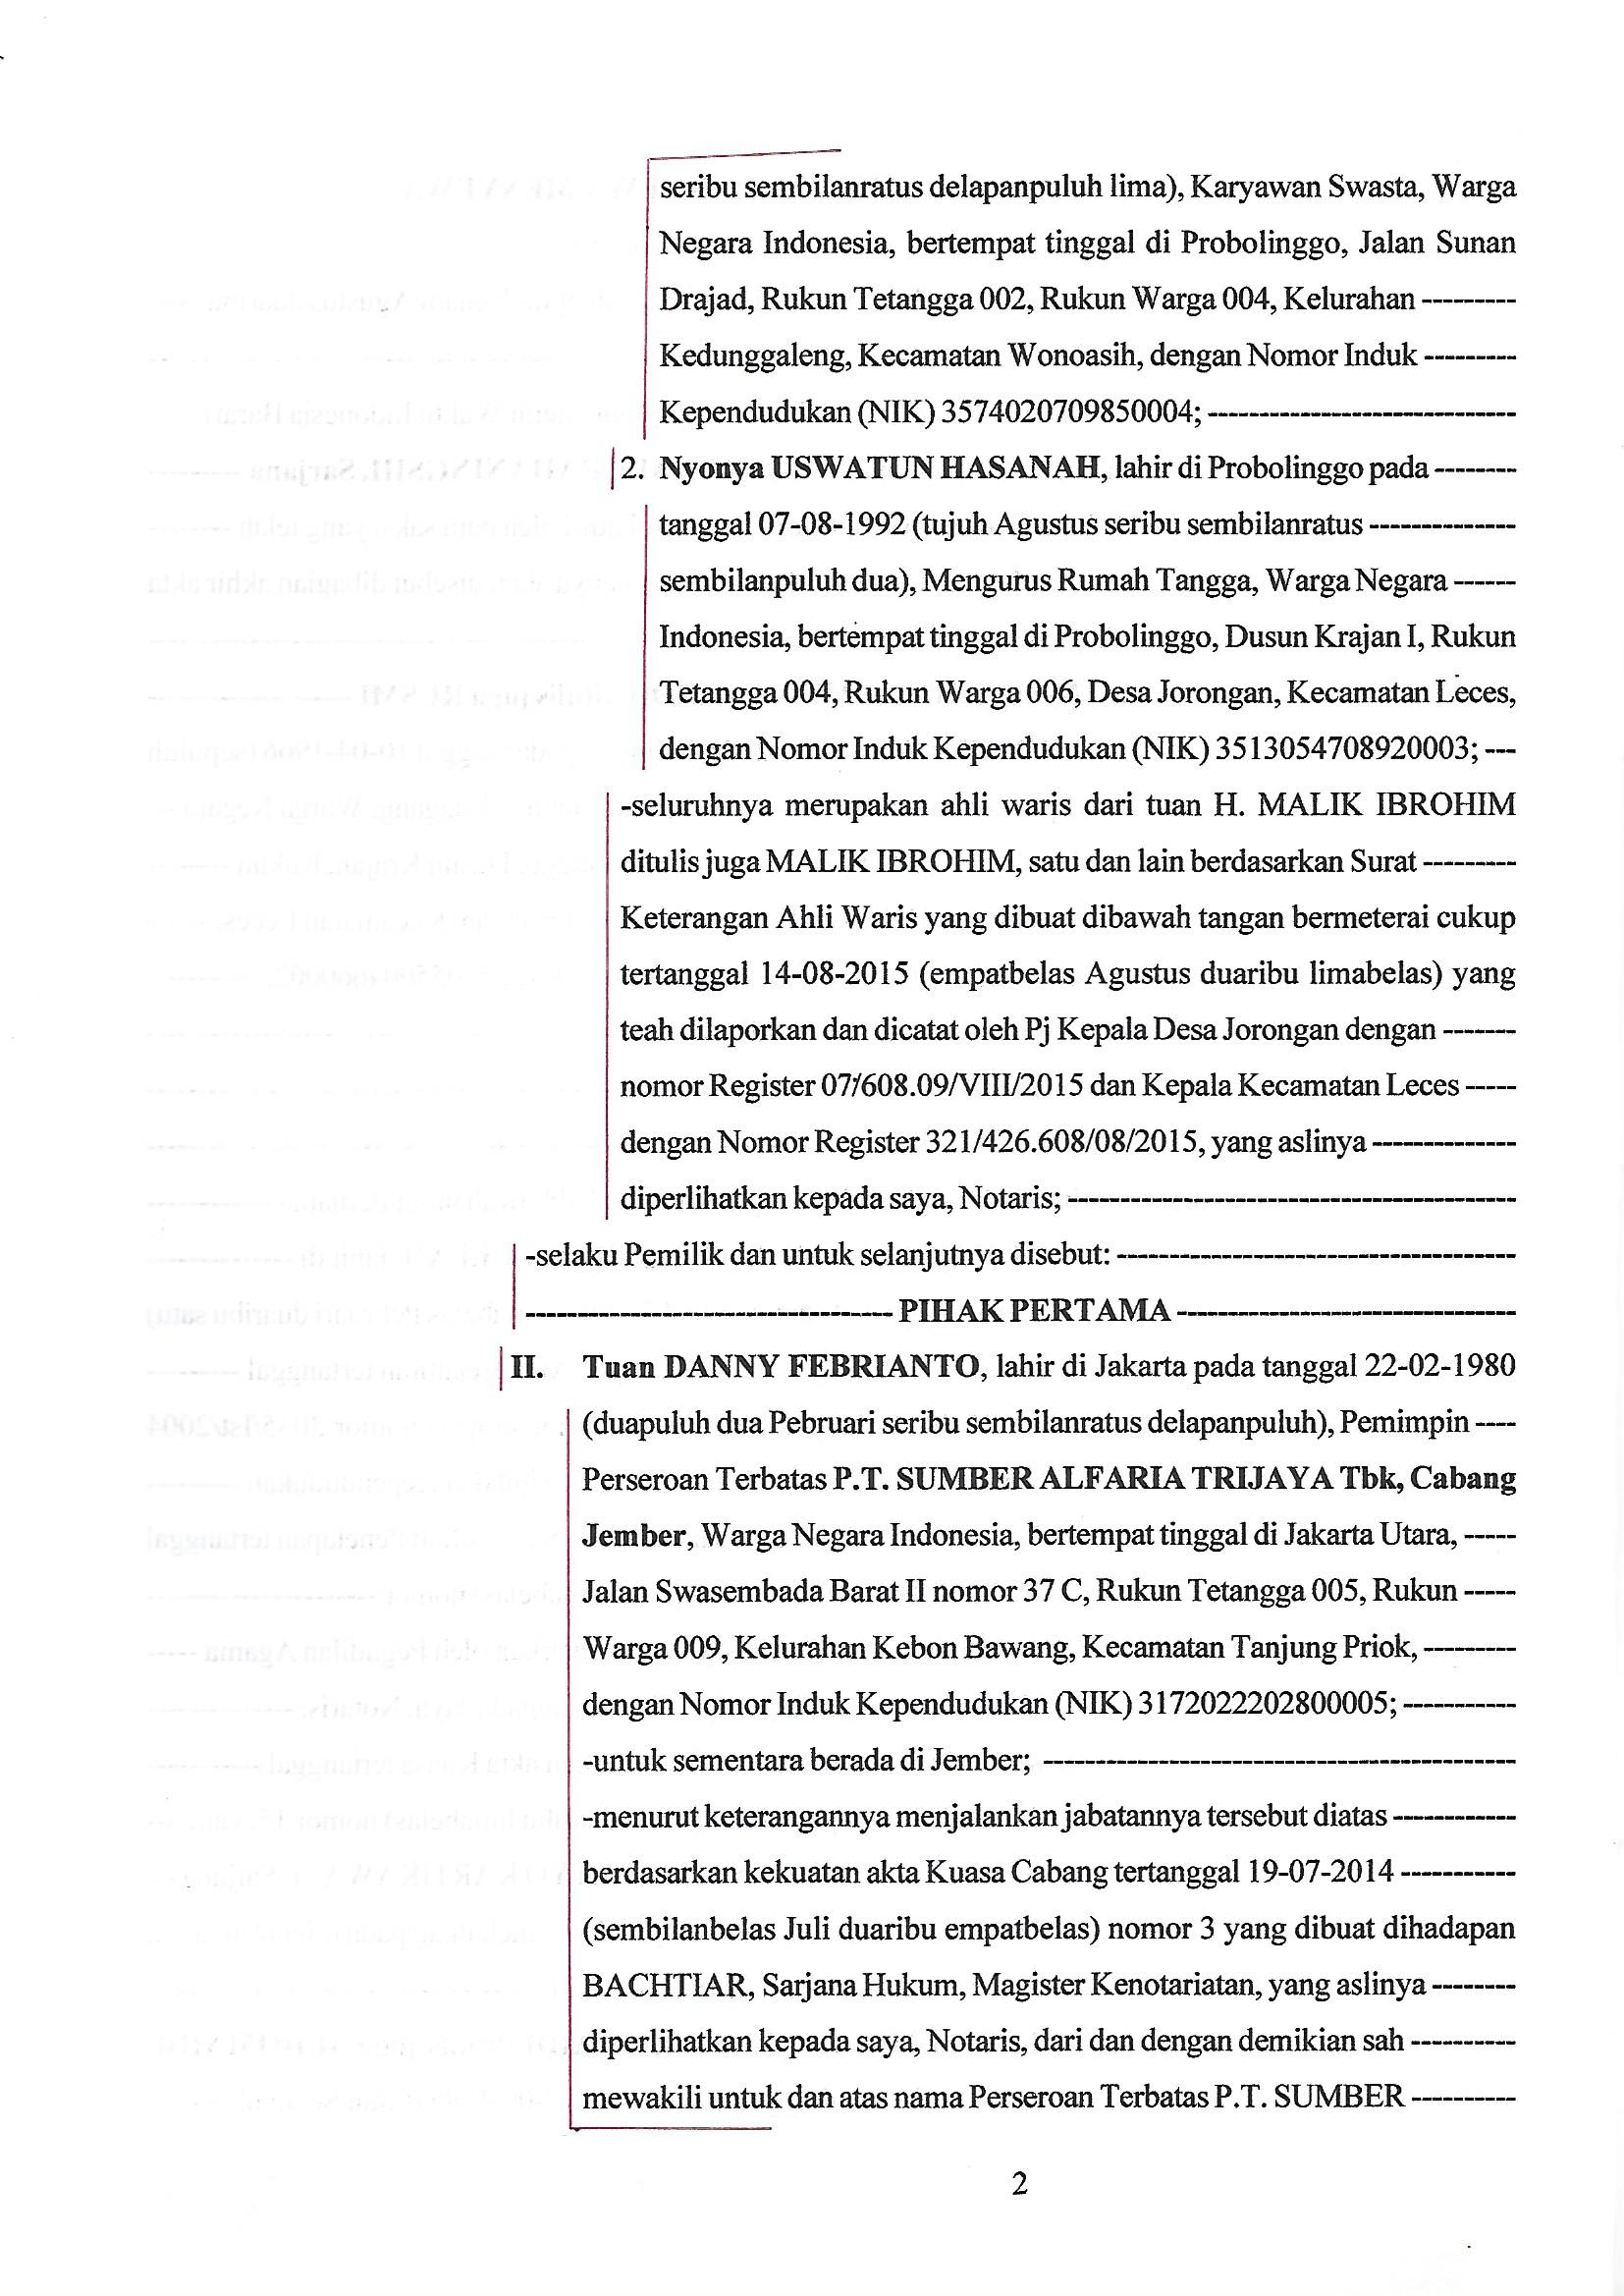 seribu sembilanratus delapanpuluh lima), Karyawan Swasta, Warga
Negara Indonesia, bertempat tinggal di Probolinggo, Jalan Sunan
Drajad, Rukun Tetangga 002, Rukun Warga 004, Kelurahan ---------
Kedunggaleng, Kecamatan Wonoasih, dengan Nomor Induk ---------
Kependudukan (NIK) 3574020709850004; ------------------------------
2. Nyonya USWATUN HASANAH, lahir di Probolinggo pada --------
tanggal 07-08-1992 (tujuh Agustus seribu sembilanratus --------------
sembilanpuluh dua), Mengurus Rumah Tangga, Warga Negara ------
Indonesia, bertempat tinggal di Probolinggo, Dusun Krajan I, Rukun
Tetangga 004, Rukun Warga 006, Desa Jorongan, Kecamatan Leces,
dengan Nomor Induk Kependudukan (NIK) 3513054708920003; ---
-seluruhnya merupakan ahli waris dari tuan H. MALIK IBROHIM
ditulis juga MALIK IBROHIM, satu dan lain berdasarkan Surat ---------
Keterangan Ahli Waris yang dibuat dibawah tangan bermeterai cukup
tertanggal 14-08-2015 (empatbelas Agustus duaribu limabelas) yang
teah dilaporkan dan dicatat oleh Pj Kepala Desa Jorongan dengan -------
nomor Register 07/608.09/VIII/2015 dan Kepala Kecamatan Leces -----
dengan Nomor Register 321/426.608/08/2015, yang aslinya --------------
diperlihatkan kepada saya, Notaris; -------------------------------------------
-selaku Pemilik dan untuk selanjutnya disebut: --------------------------------------
----------------------------------- PIHAK PERTAMA ---------------------------------
II. Tuan DANNY FEBRIANTO, lahir di Jakarta pada tanggal 22-02-1980
(duapuluh dua Pebruari seribu sembilanratus delapanpuluh), Pemimpin ----
Perseroan Terbatas P.T. SUMBER ALFARIA TRIJAYA Tbk, Cabang
Jember, Warga Negara Indonesia, bertempat tinggal di Jakarta Utara, -----
Jalan Swasembada Barat II nomor 37 C, Rukun Tetangga 005, Rukun -----
Warga 009, Kelurahan Kebon Bawang, Kecamatan Tanjung Priok, ---------
dengan Nomor Induk Kependudukan (NIK) 3172022202800005; -----------
-untuk sementara berada di Jember; ---------------------------------------------
-menurut keterangannya menjalankan jabatannya tersebut diatas ------------
berdasarkan kekuatan akta Kuasa Cabang tertanggal 19-07-2014 -----------
(sembilanbelas Juli duaribu empatbelas) nomor 3 yang dibuat dihadapan
BACHTIAR, Sarjana Hukum, Magister Kenotariatan, yang aslinya --------
diperlihatkan kepada saya, Notaris, dari dan dengan demikian sah ----------
mewakili untuk dan atas nama Perseroan Terbatas P.T. SUMBER ----------
2